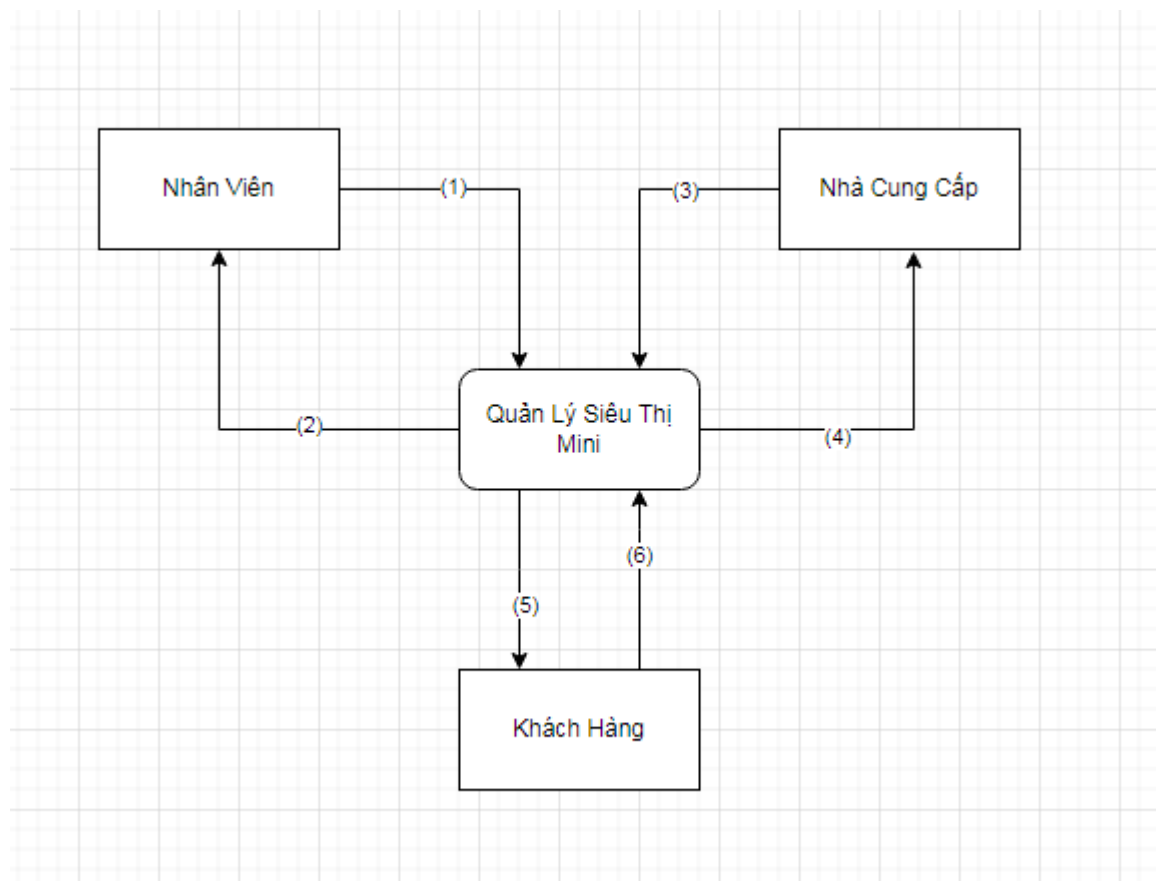 Nhân Viên
(1)
(3)
Nhà Cung Cấp
Quản Lý Siêu Thị
Mini
(2)
(4)
(6)
(5)
Khách Hàng